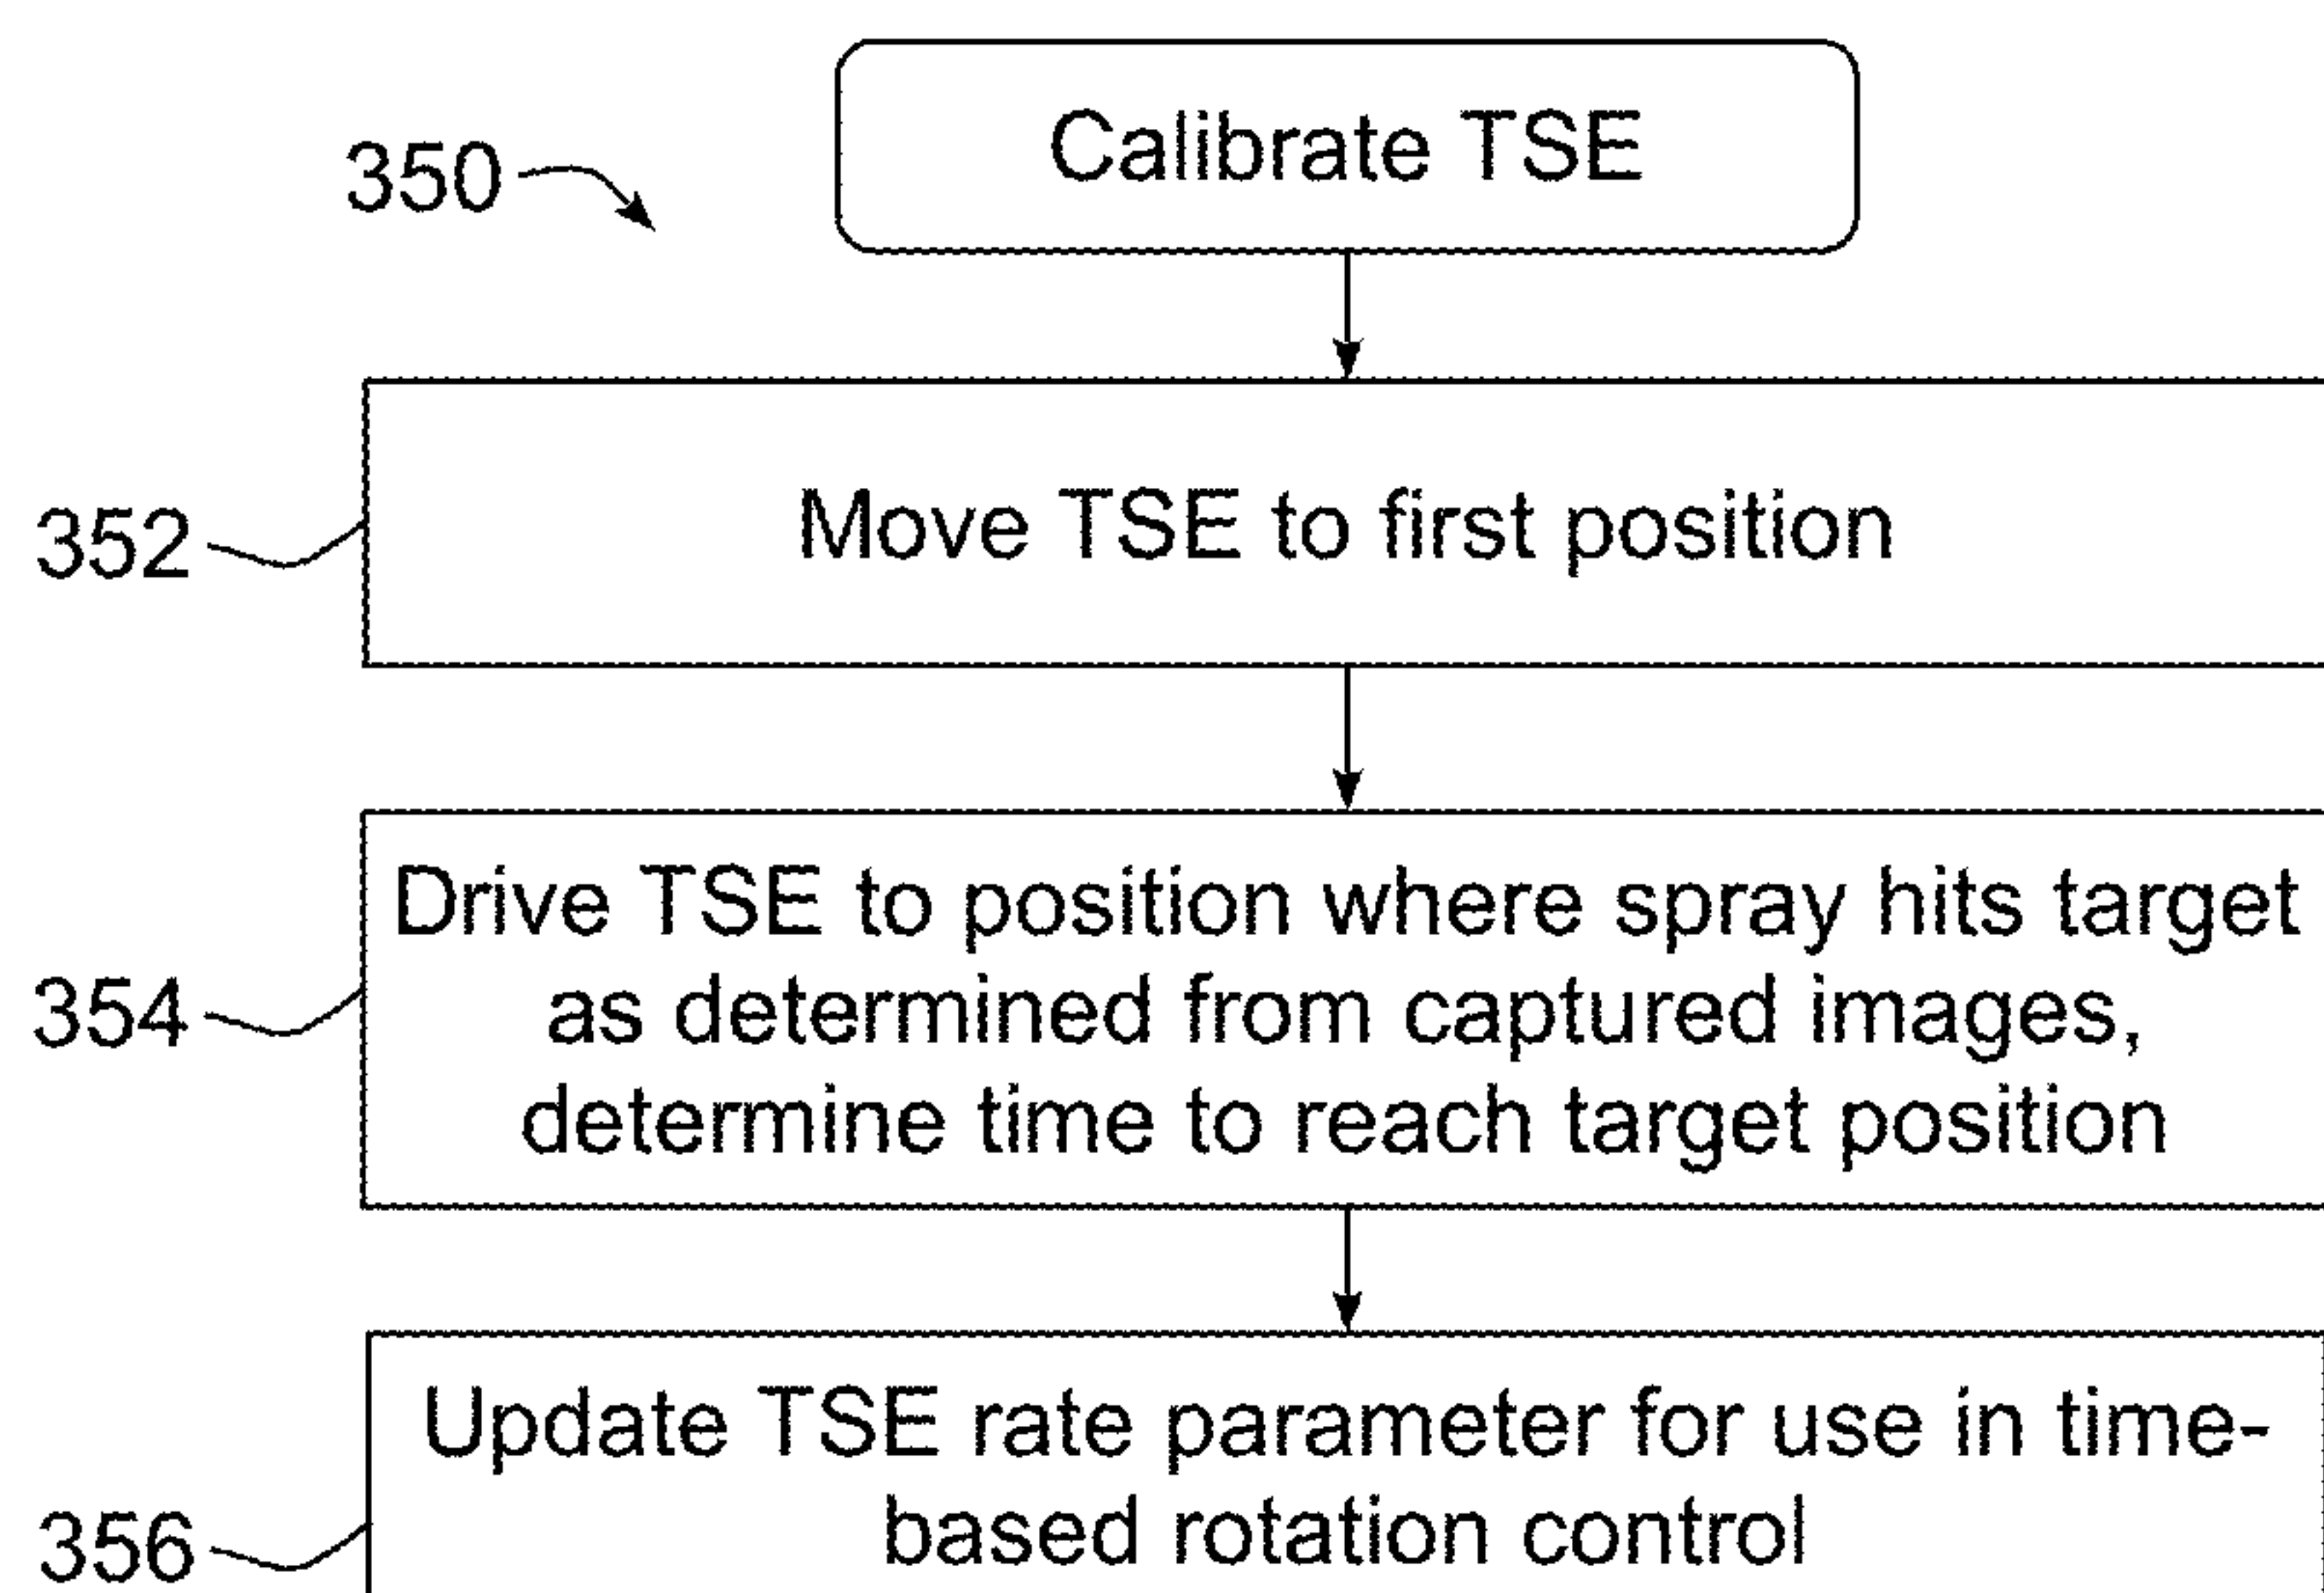 Calibrate TSE
350
Move TSE to first position
352
Drive TSE to position where spray hits target
as determined from captured images,
determine time to reach target position
354
Update TSE rate parameter for use in time-
based rotation control
356